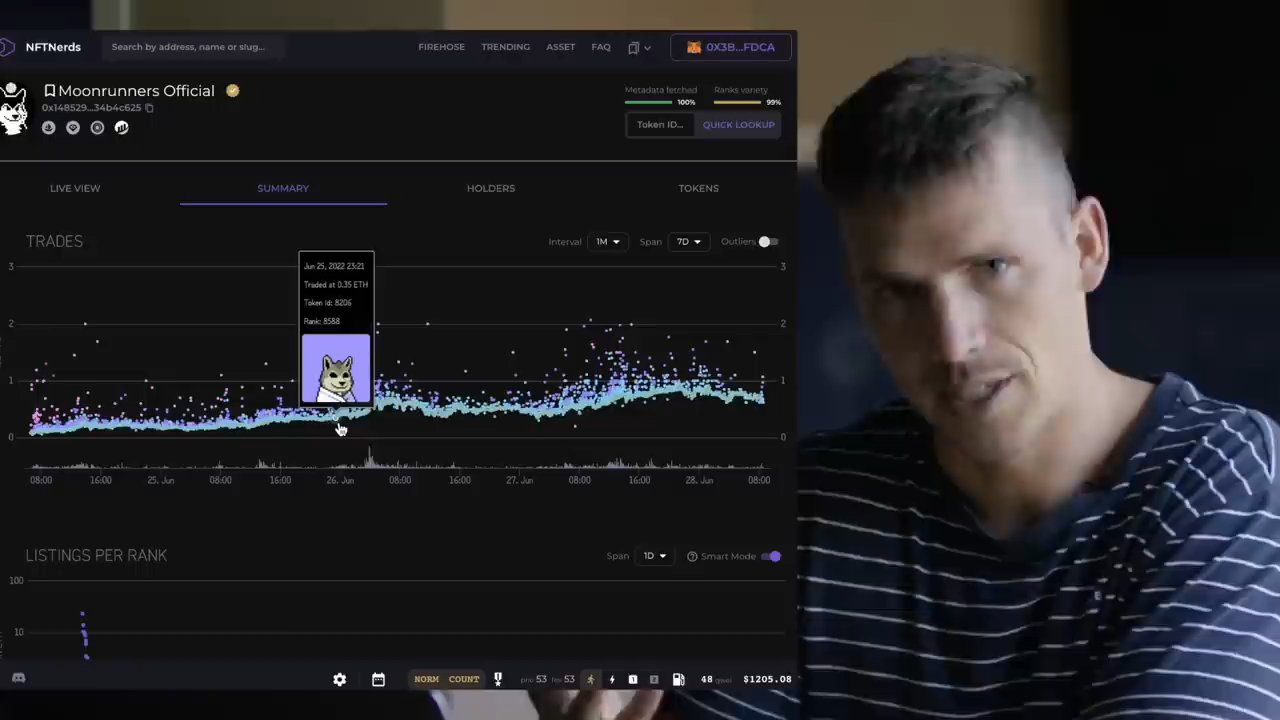 NFTNerds
Search by address, name or slug...
FIREHOSE TRENDING ASSET FAQ
0X3B...FDCA
Moonrunners Official
0x148529...34b4c625
Metadata fetched Ranks variety
100% 99%
Token ID... QUICK LOOKUP
LIVE VIEW SUMMARY HOLDERS TOKENS
TRADES
Interval 1M Span 7D Outliers
3 3
Jun 25, 2022 23:21
Traded at 0.35 ETH
Token Id: 8206
Rank: 8588
2 2
1 1
0 0
08:00 16:00 25. Jun 08:00 16:00 26. Jun 08:00 16:00 27. Jun 08:00 16:00 28. Jun 08:00
LISTINGS PER RANK
Span 1D Smart Mode
100
10
NORM COUNT
53 53
48 $1205.08